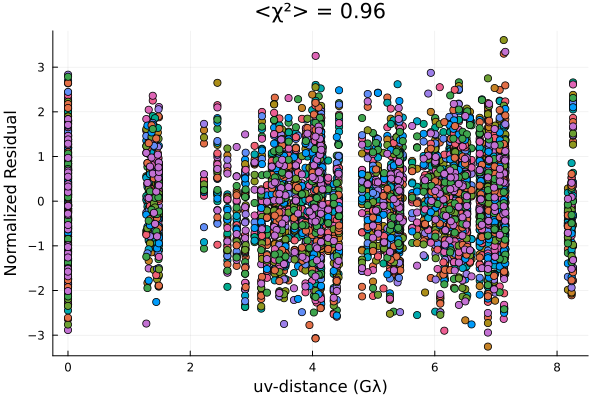 <χ²> = 0.96
Normalized Residual
3
2
1
0
−1
−2
−3
0 2 4 6 8
uv-distance (Gλ)